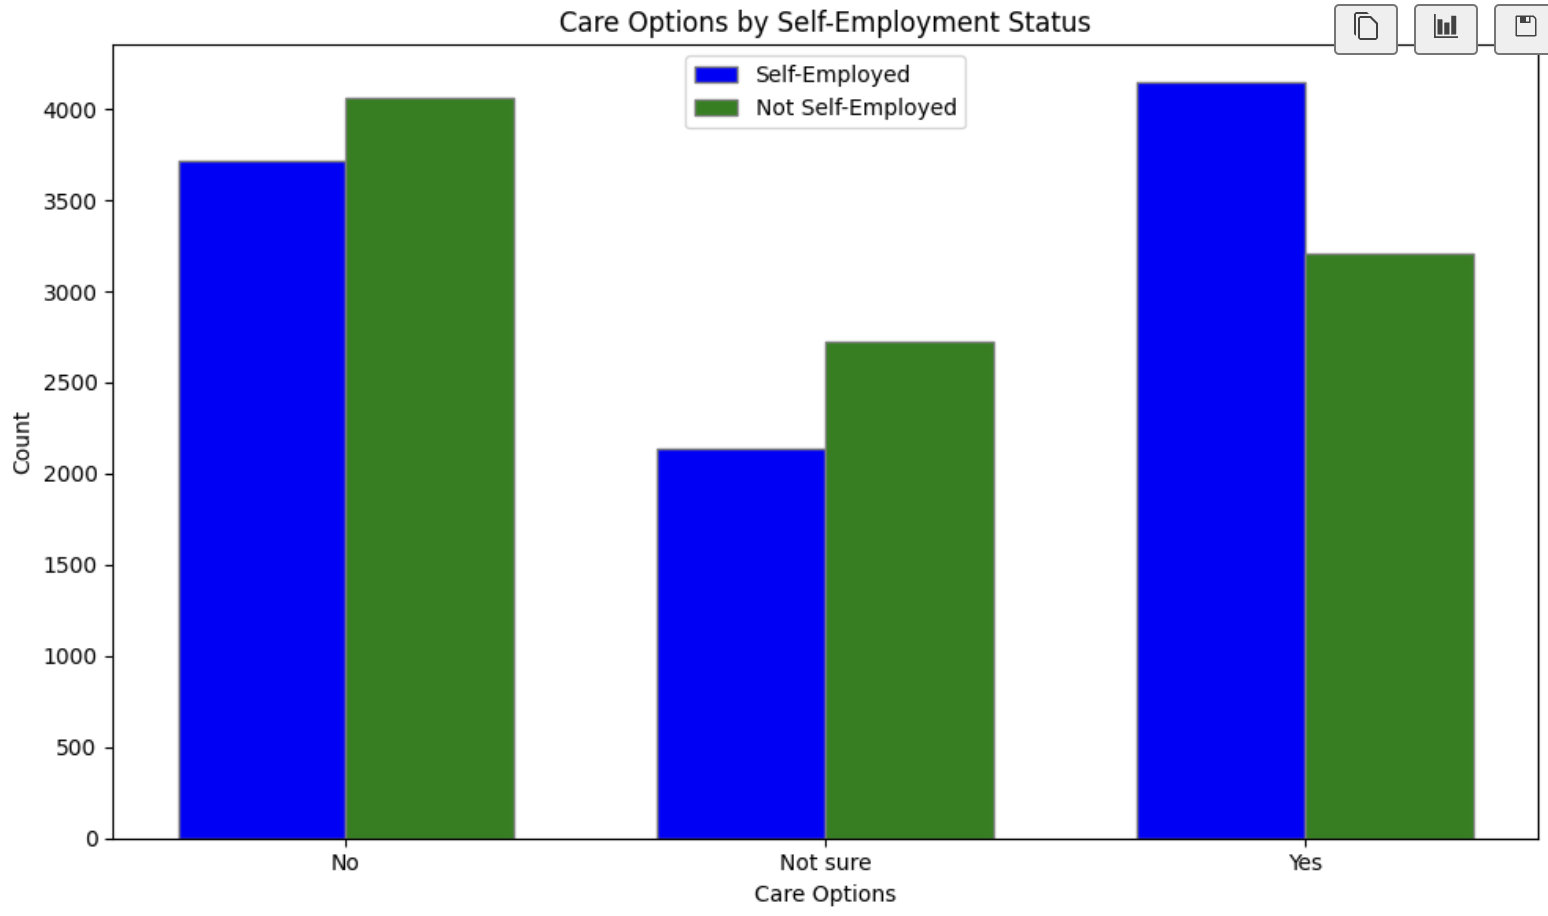 Care Options by Self-Employment Status
Self-Employed
Not Self-Employed
4000
3500
3000
2500
2000
1500
1000
500
0
Count
No
Not sure
Yes
Care Options